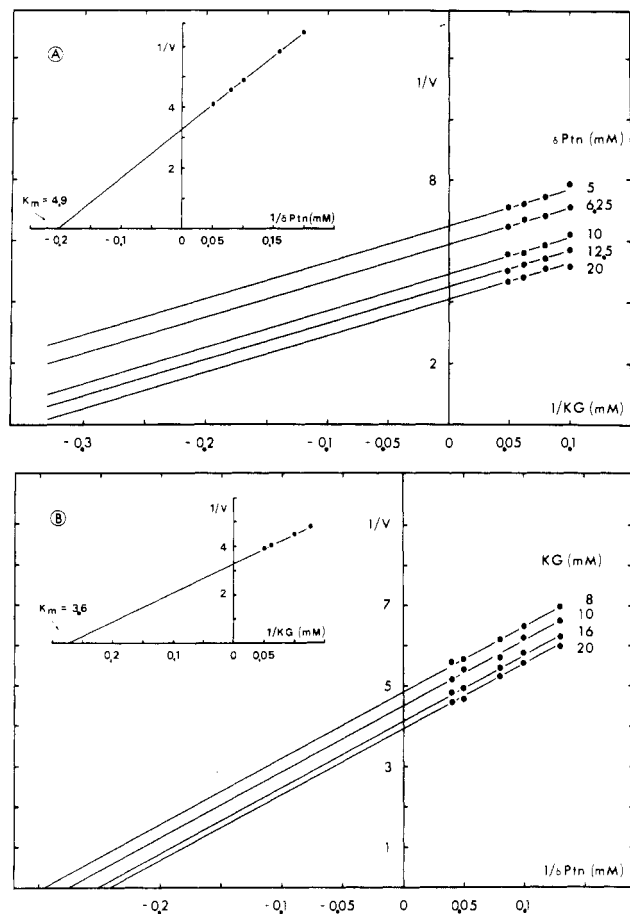 A
1/V
4
2
Km = 4,9
- 0,2
- 0,1
0
0,05
0,15
1/δ Ptn(mM)
1/V
δ Ptn (mM)
8
5
6,25
10
12,5
20
2
1/KG (mM)
- 0,3
- 0,2
- 0,1
- 0,05
0
0,05
0,1
B
1/V
4
2
Km = 3,6
0,2
0,1
0
0,05
1/KG (mM)
1/V
KG (mM)
8
10
16
20
7
5
3
1
1/δ Ptn (mM)
- 0,2
- 0,1
- 0,05
0
0,05
0,1